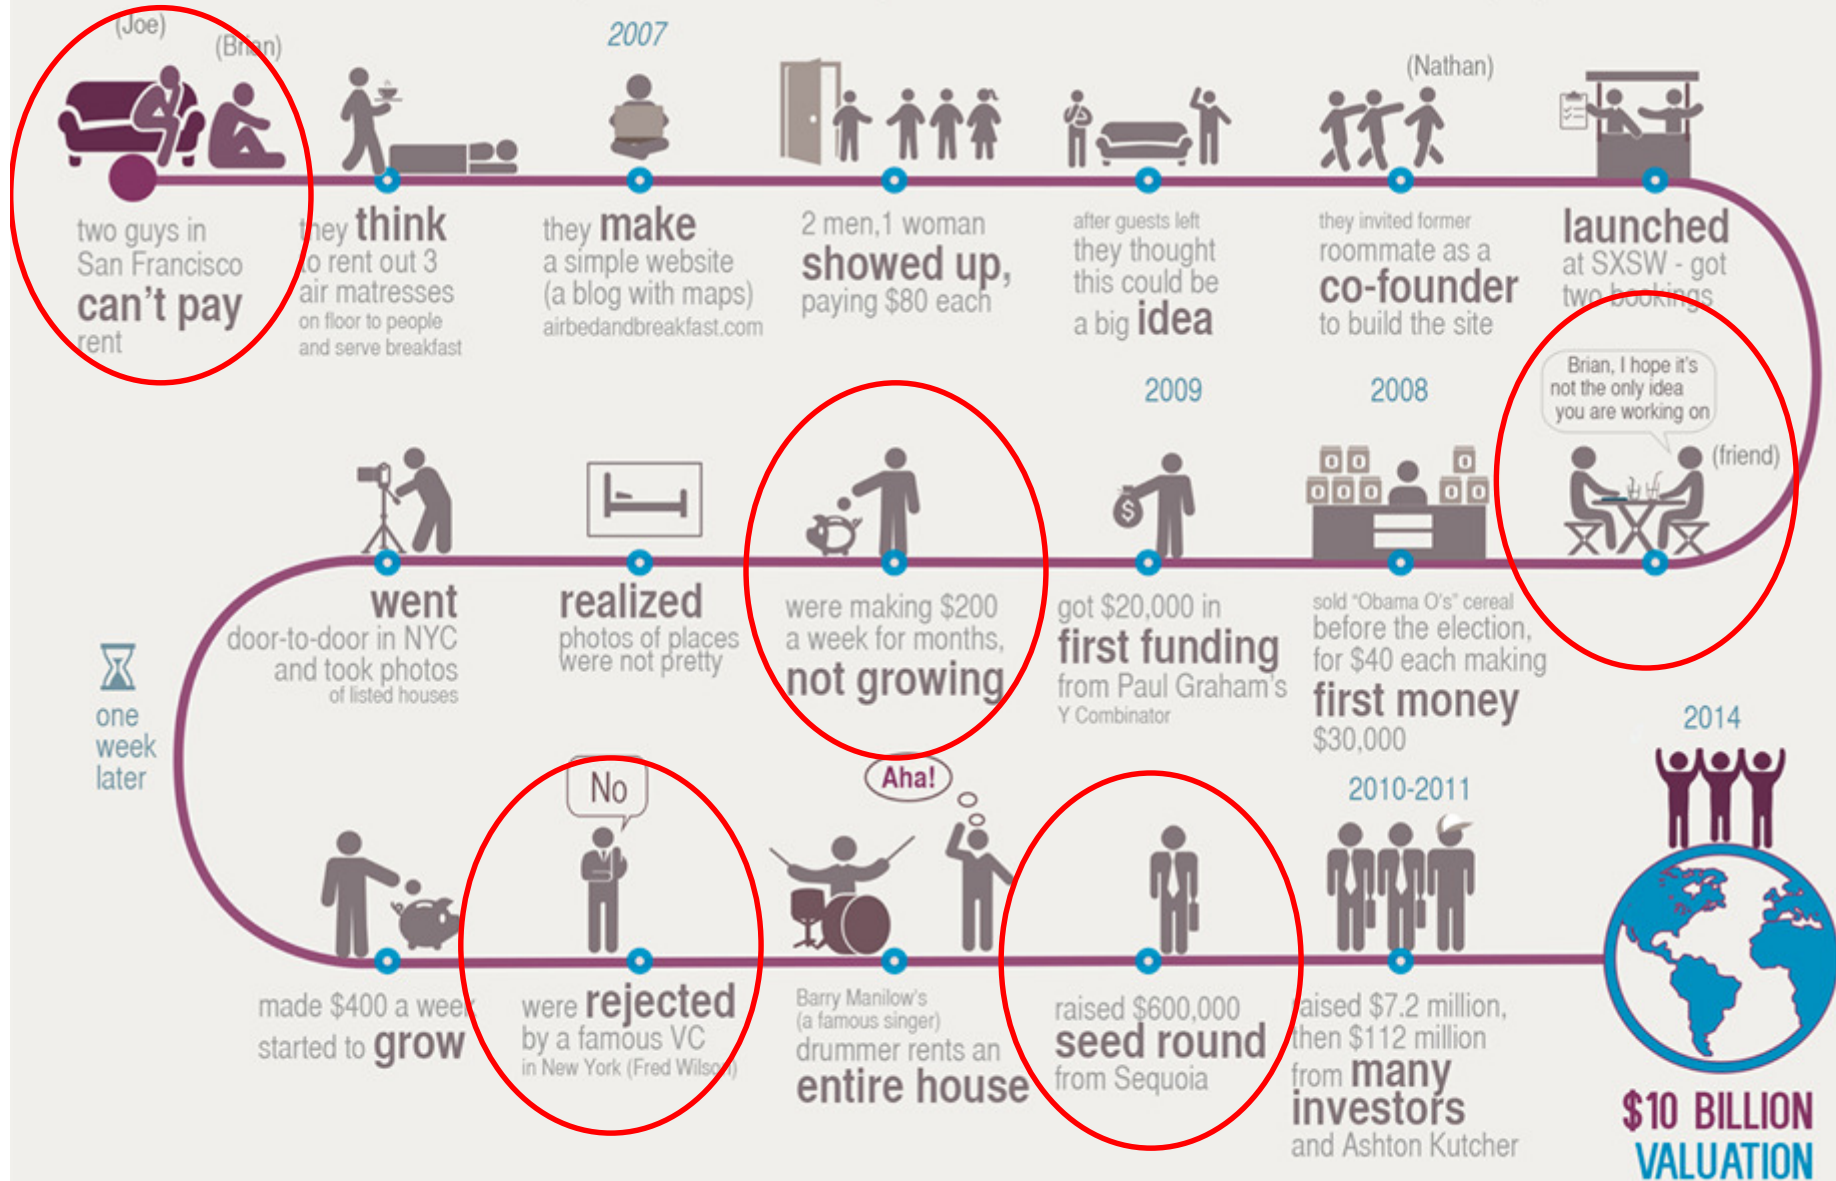 (Joe)
(Brian)
two guys in
San Francisco
can't pay
rent
they think
to rent out 3
air matresses
on floor to people
and serve breakfast
2007
they make
a simple website
(a blog with maps)
airbedandbreakfast.com
2 men,1 woman
showed up,
paying $80 each
after guests left
they thought
this could be
a big idea
(Nathan)
they invited former
roommate as a
co-founder
to build the site
launched
at SXSW - got
two bookings
Brian, I hope it's
not the only idea
you are working on
(friend)
2008
sold "Obama O's" cereal
before the election,
for $40 each making
first money
$30,000
2009
got $20,000 in
first funding
from Paul Graham's
Y Combinator
were making $200
a week for months,
not growing
realized
photos of places
were not pretty
went
door-to-door in NYC
and took photos
of listed houses
one
week
later
made $400 a week
started to grow
No
were rejected
by a famous VC
in New York (Fred Wilson)
Aha!
Barry Manilow's
(a famous singer)
drummer rents an
entire house
raised $600,000
seed round
from Sequoia
2010-2011
raised $7.2 million,
then $112 million
from many
investors
and Ashton Kutcher
2014
$10 BILLION
VALUATION